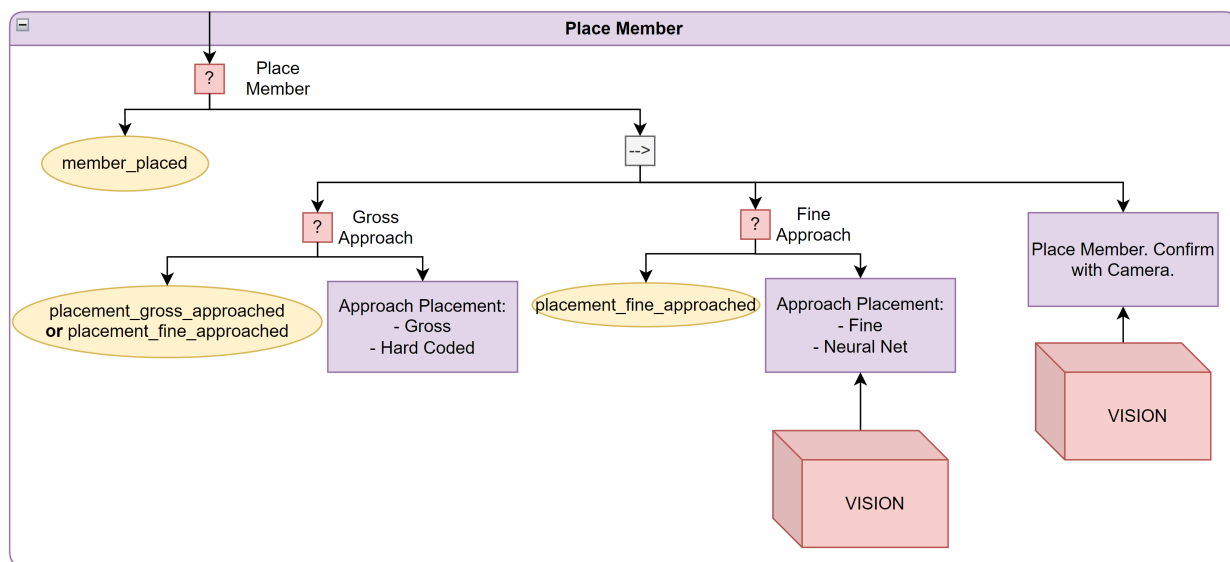 Place Member
?
Place
Member
member_placed
-->
?
Gross
Approach
?
Fine
Approach
placement_gross_approached
or placement_fine_approached
Approach Placement:
- Gross
- Hard Coded
placement_fine_approached
Approach Placement:
- Fine
- Neural Net
Place Member. Confirm
with Camera.
VISION
VISION